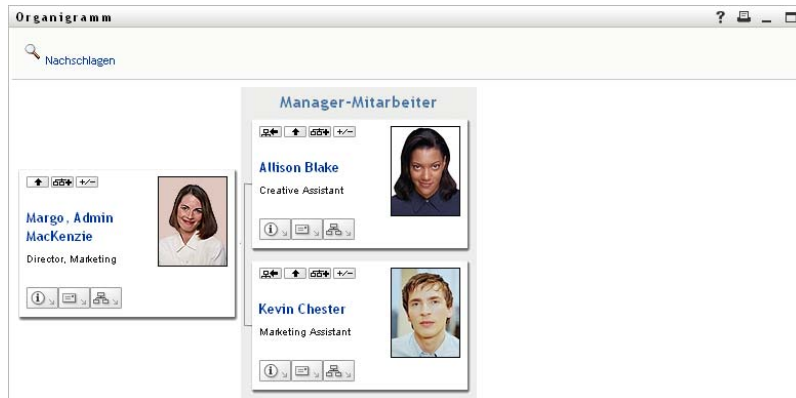 Organigramm
Nachschlagen
Manager-Mitarbeiter
Allison Blake
Creative Assistant
Margo, Admin
MacKenzie
Director, Marketing
Kevin Chester
Marketing Assistant